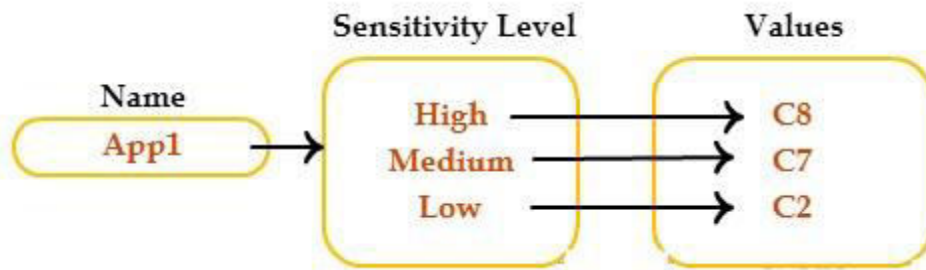 Sensitivity Level Values
Name
App1
High C8
Medium C7
Low C2